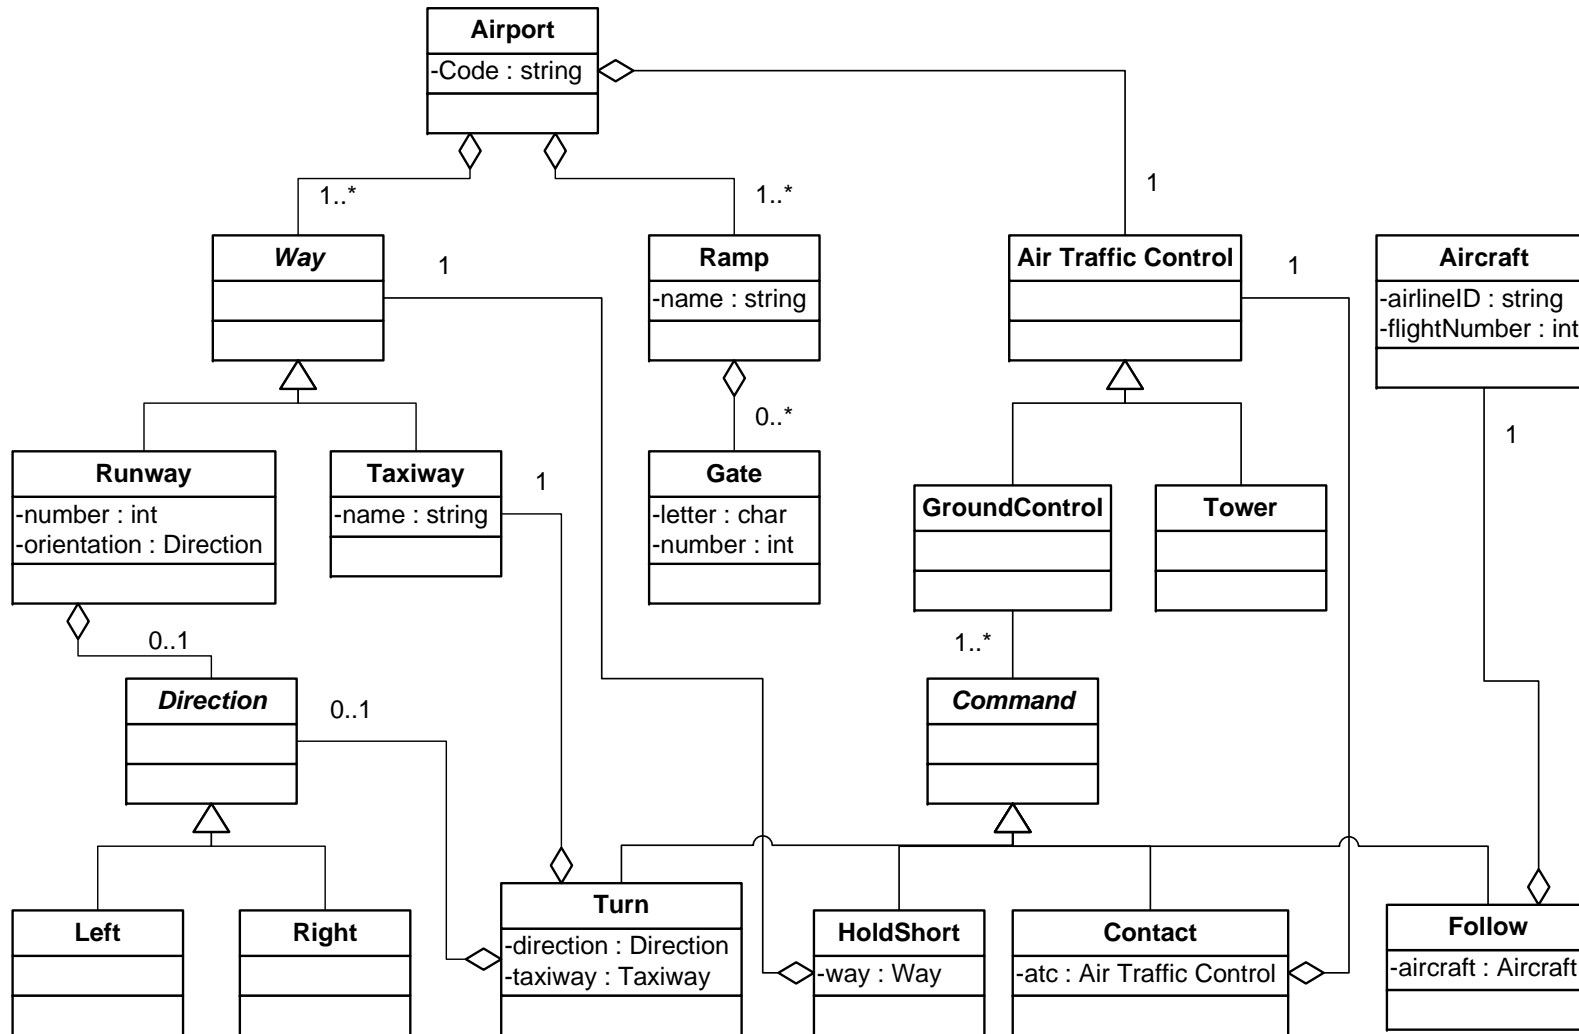 Airport
-Code : string
1..*
1..*
1
Way
1
Ramp
-name : string
Air Traffic Control
1
Aircraft
-airlineID : string
-flightNumber : int
0..*
1
Runway
-number : int
-orientation : Direction
Taxiway
-name : string
1
Gate
-letter : char
-number : int
GroundControl
Tower
0..1
1..*
Direction
0..1
Command
Left
Right
Turn
-direction : Direction
-taxiway : Taxiway
HoldShort
-way : Way
Contact
-atc : Air Traffic Control
Follow
-aircraft : Aircraft